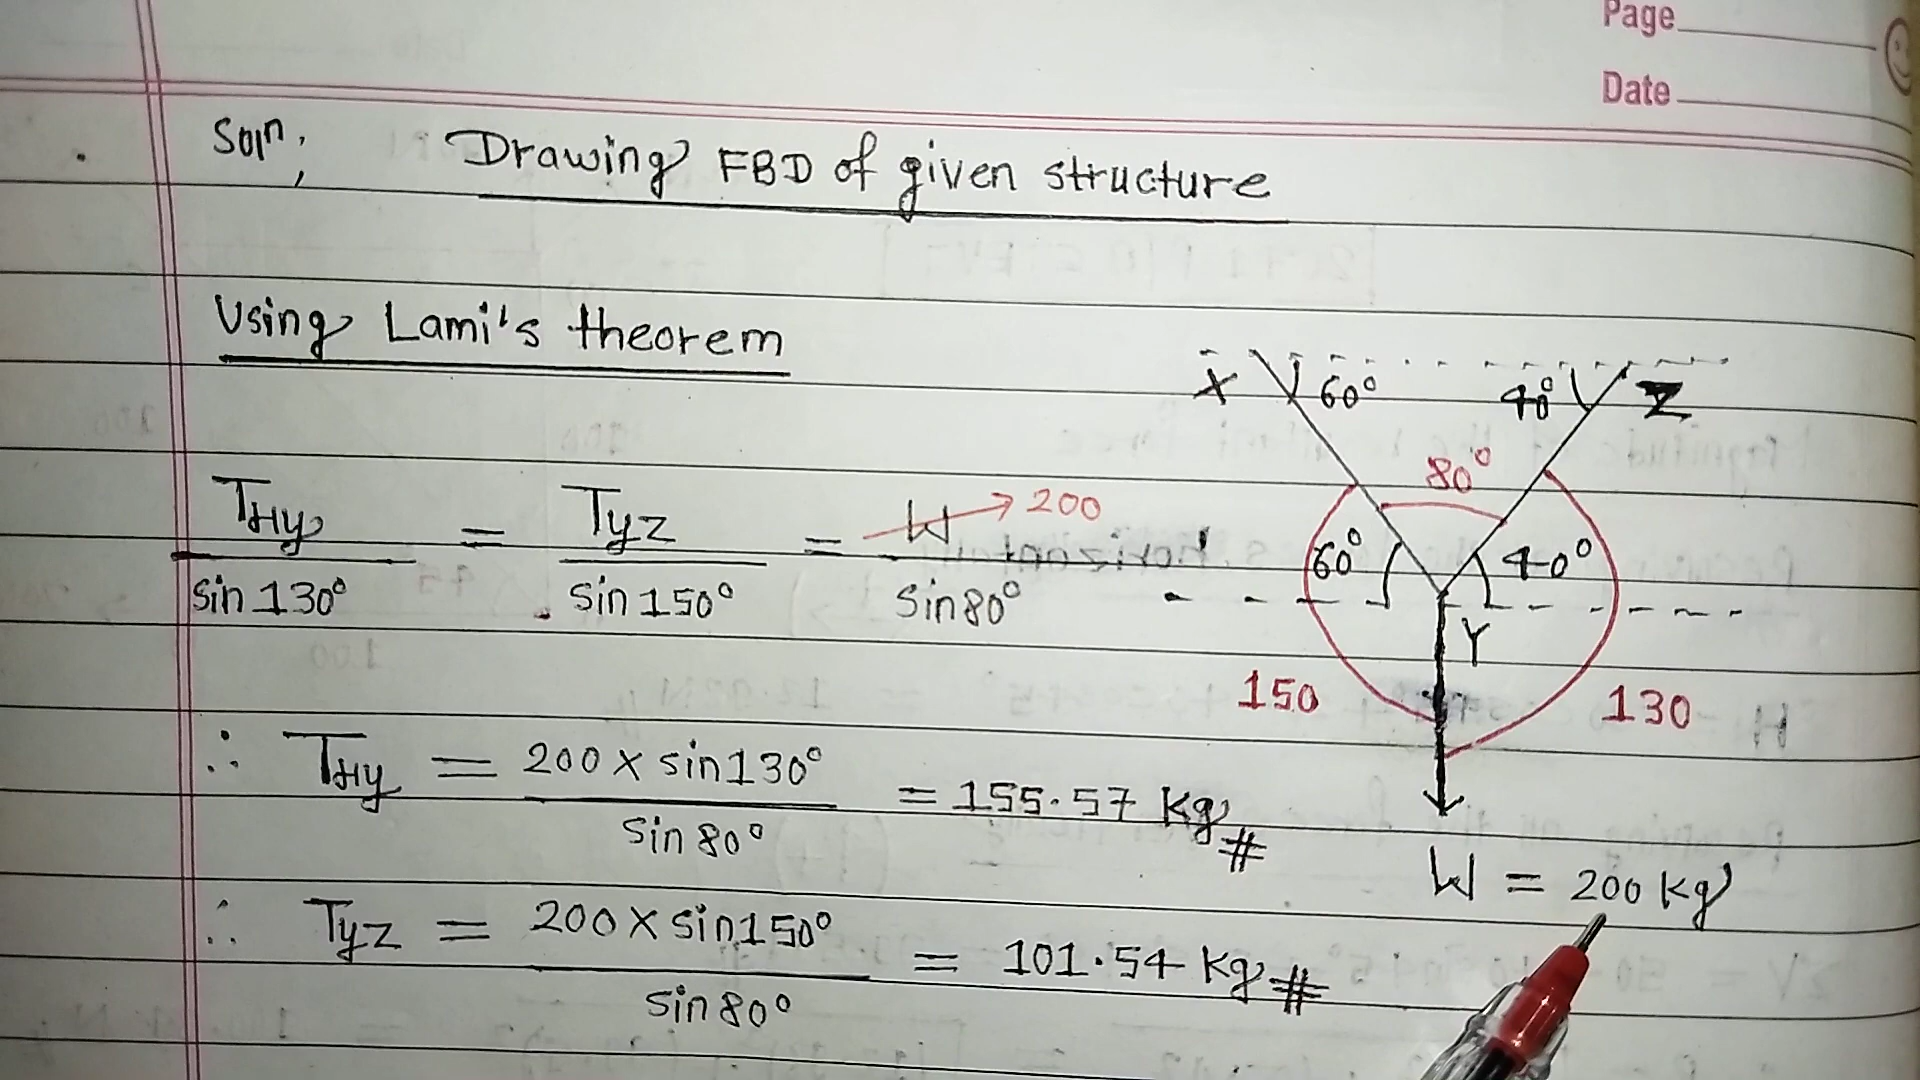 Page
Date
Soln, Drawing FBD of given structure
Using Lami's theorem
X 60° 40° Z
80°
THy / sin 130° = Tyz / sin 150° = W → 200 / sin 80°
60° 40°
Y
150 130
∴ THy = 200 × sin 130° / sin 80° = 155.57 kg #
W = 200 kg
∴ Tyz = 200 × sin 150° / sin 80° = 101.54 kg #